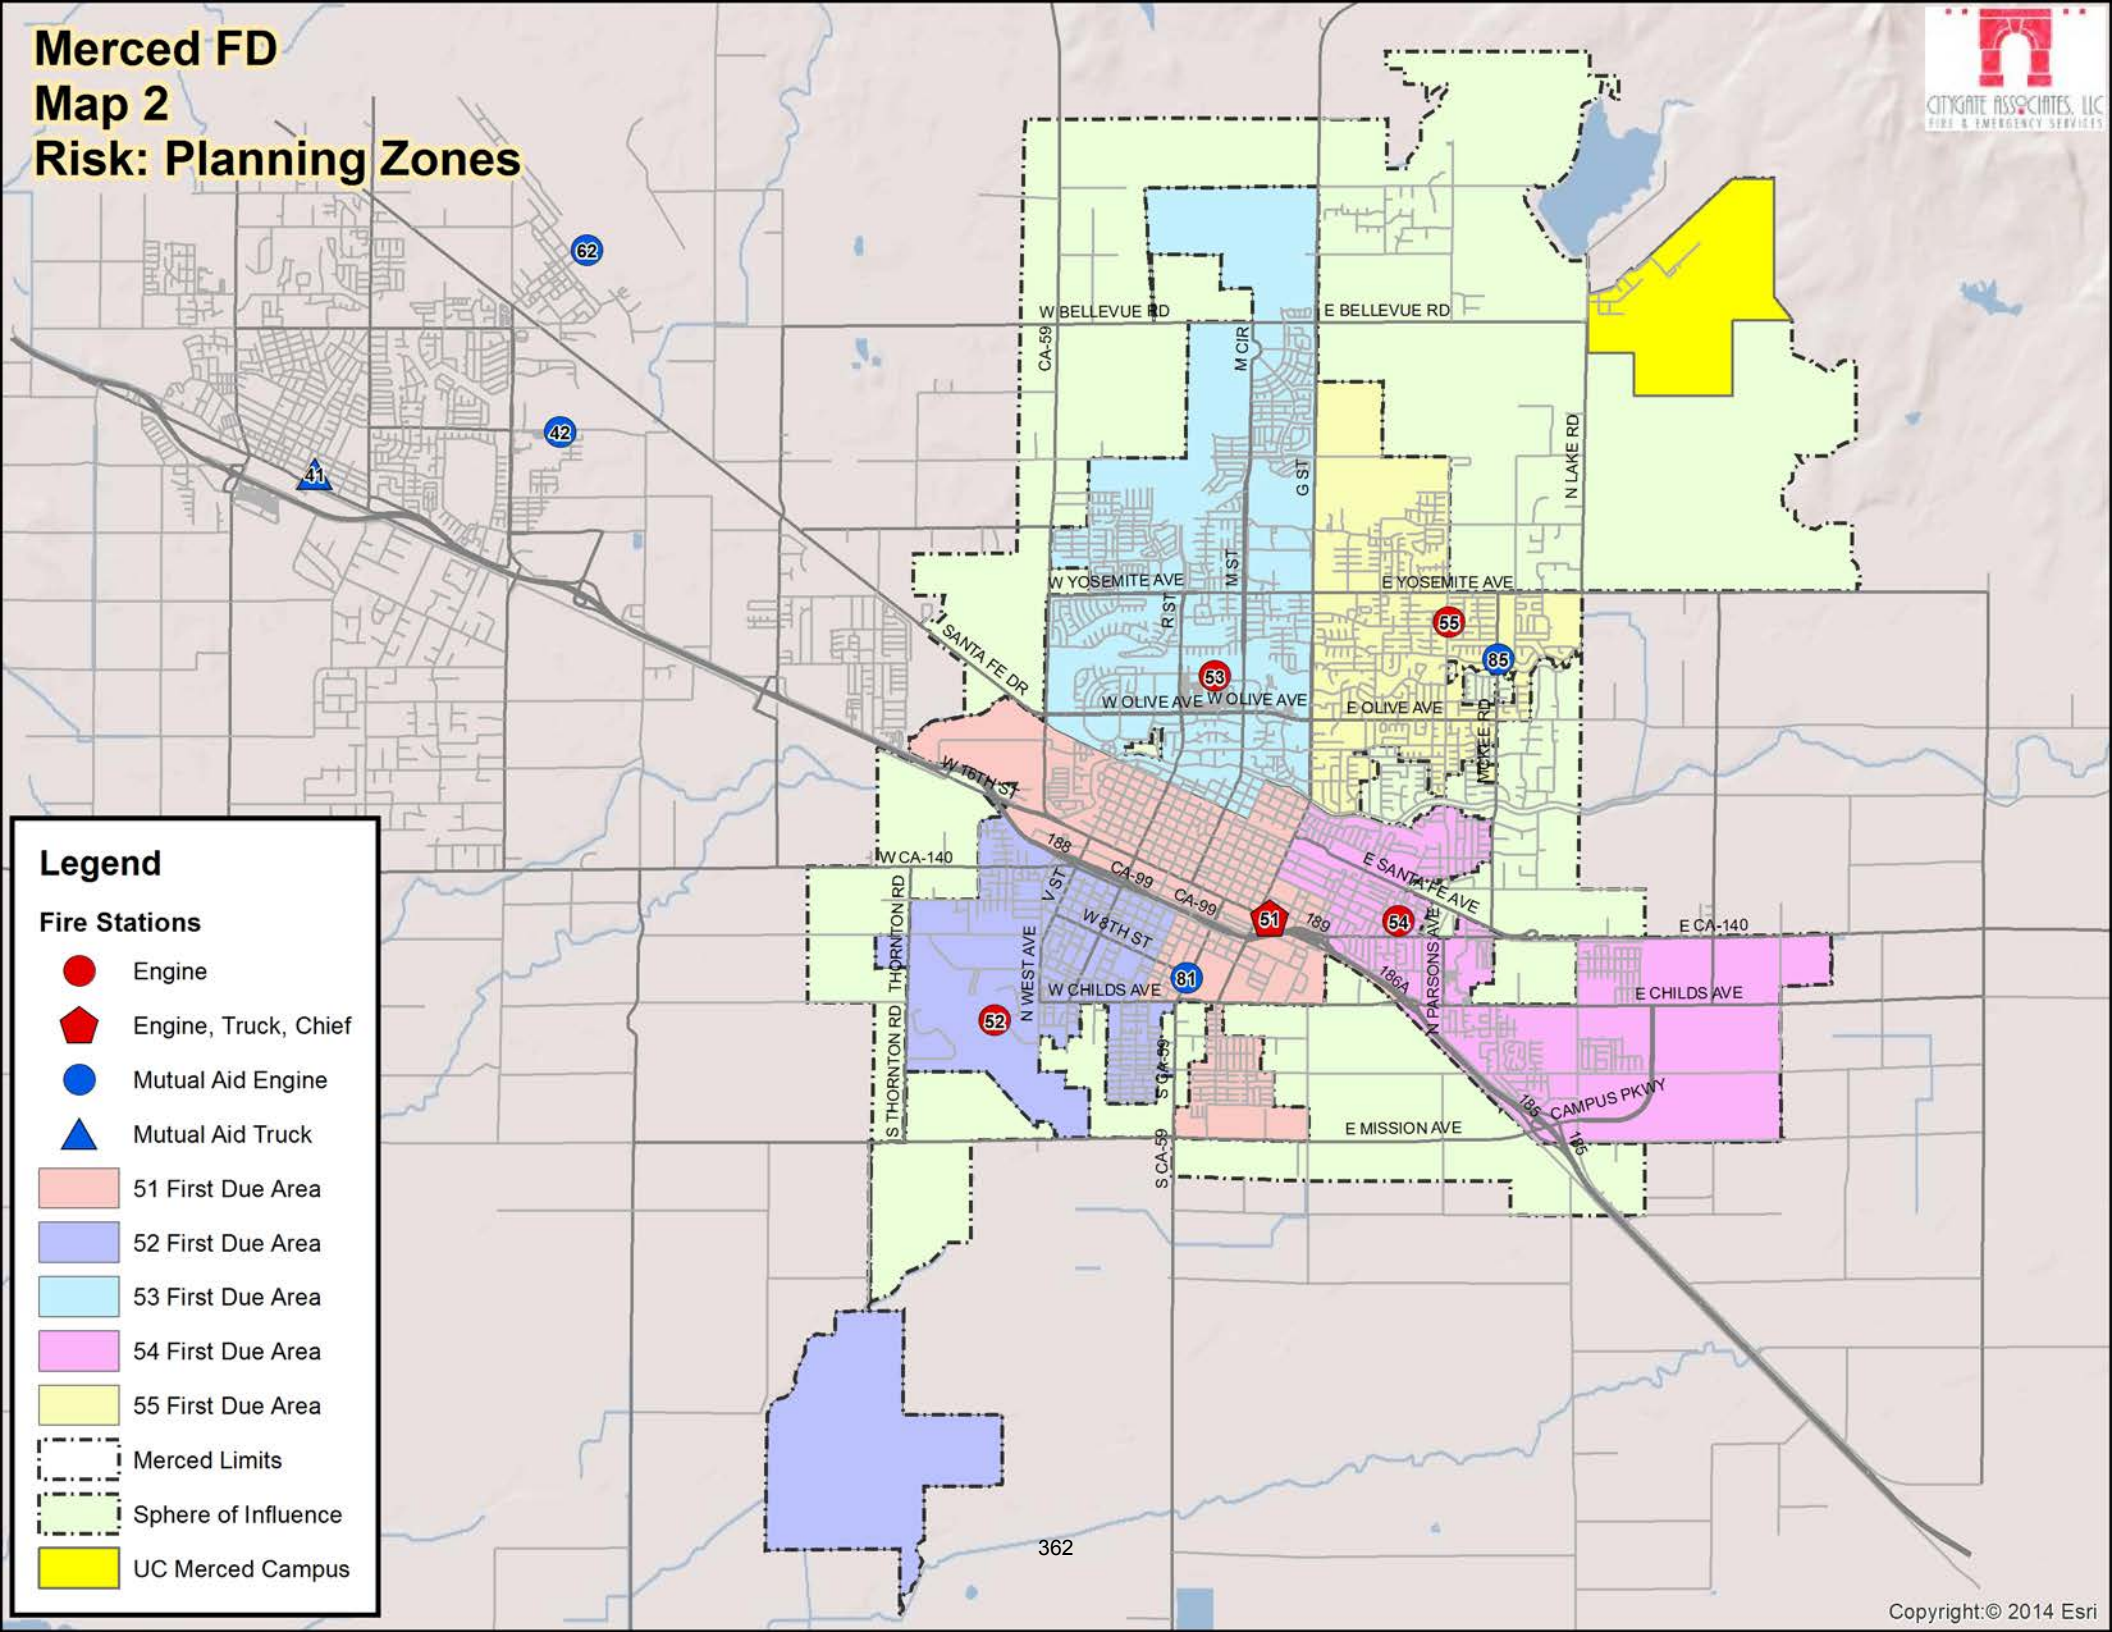 Merced FD
Map 2
Risk: Planning Zones
CITYGATE ASSOCIATES, LLC
FIRE & EMERGENCY SERVICES
62
42
41
W BELLEVUE RD
E BELLEVUE RD
CA-59
M CIR
G ST
N LAKE RD
W YOSEMITE AVE
M ST
E YOSEMITE AVE
R ST
55
85
53
SANTA FE DR
W OLIVE AVE
W OLIVE AVE
E OLIVE AVE
MCKEE RD
W 16TH ST
188
W CA-140
CA-99
CA-99
V ST
E SANTA FE AVE
THORNTON RD
W 8TH ST
51
189
54
N PARSONS AVE
E CA-140
N WEST AVE
81
186A
W CHILDS AVE
E CHILDS AVE
52
S THORNTON RD
S CA-59
185
CAMPUS PKWY
E MISSION AVE
185
S CA-59
Legend
Fire Stations
Engine
Engine, Truck, Chief
Mutual Aid Engine
Mutual Aid Truck
51 First Due Area
52 First Due Area
53 First Due Area
54 First Due Area
55 First Due Area
Merced Limits
Sphere of Influence
UC Merced Campus
362
Copyright:© 2014 Esri